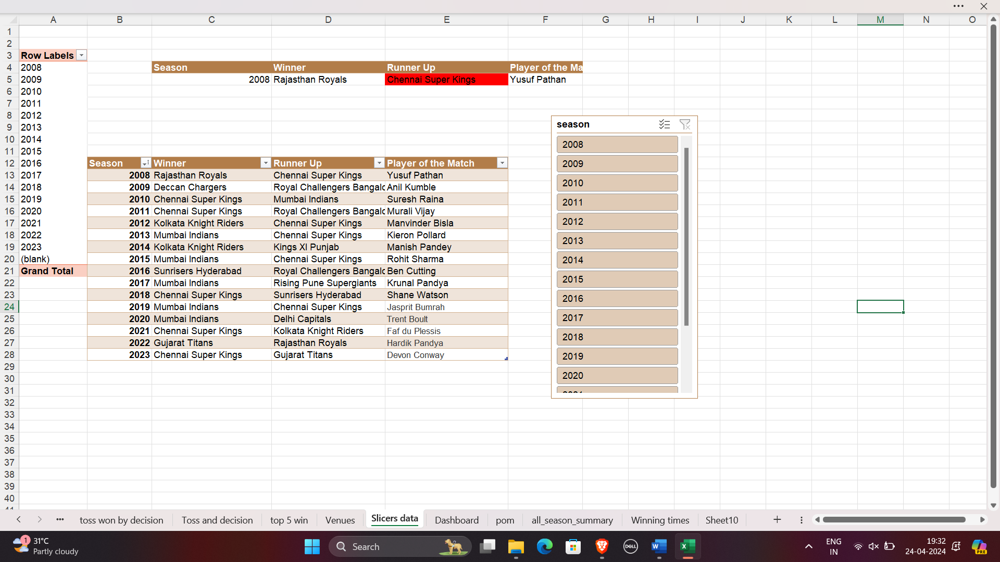 A B C D E F G H I J K L M N O
1
2
3 Row Labels
4 2008 Season Winner Runner Up Player of the Ma
5 2009 2008 Rajasthan Royals Chennai Super Kings Yusuf Pathan
6 2010
7 2011
8 2012
9 2013 season
10 2014
11 2015 2008
12 2016 Season Winner Runner Up Player of the Match 2009
13 2017 2008 Rajasthan Royals Chennai Super Kings Yusuf Pathan
14 2018 2009 Deccan Chargers Royal Challengers Bangalo Anil Kumble 2010
15 2019 2010 Chennai Super Kings Mumbai Indians Suresh Raina 2011
16 2020 2011 Chennai Super Kings Royal Challengers Bangalo Murali Vijay
17 2021 2012 Kolkata Knight Riders Chennai Super Kings Manvinder Bisla 2012
18 2022 2013 Mumbai Indians Chennai Super Kings Kieron Pollard 2013
19 2023 2014 Kolkata Knight Riders Kings XI Punjab Manish Pandey
20 (blank) 2015 Mumbai Indians Chennai Super Kings Rohit Sharma 2014
21 Grand Total 2016 Sunrisers Hyderabad Royal Challengers Bangalo Ben Cutting
22 2017 Mumbai Indians Rising Pune Supergiants Krunal Pandya 2015
23 2018 Chennai Super Kings Sunrisers Hyderabad Shane Watson 2016
24 2019 Mumbai Indians Chennai Super Kings Jasprit Bumrah
25 2020 Mumbai Indians Delhi Capitals Trent Boult 2017
26 2021 Chennai Super Kings Kolkata Knight Riders Faf du Plessis 2018
27 2022 Gujarat Titans Rajasthan Royals Hardik Pandya
28 2023 Chennai Super Kings Gujarat Titans Devon Conway 2019
29
30 2020
31
32
33
34
35
36
37
38
39
40
toss won by decision Toss and decision top 5 win Venues Slicers data Dashboard pom all_season_summary Winning times Sheet10
1 31°C
Partly cloudy
Search
DELL
W
X
ENG
IN
19:32
24-04-2024
PRE